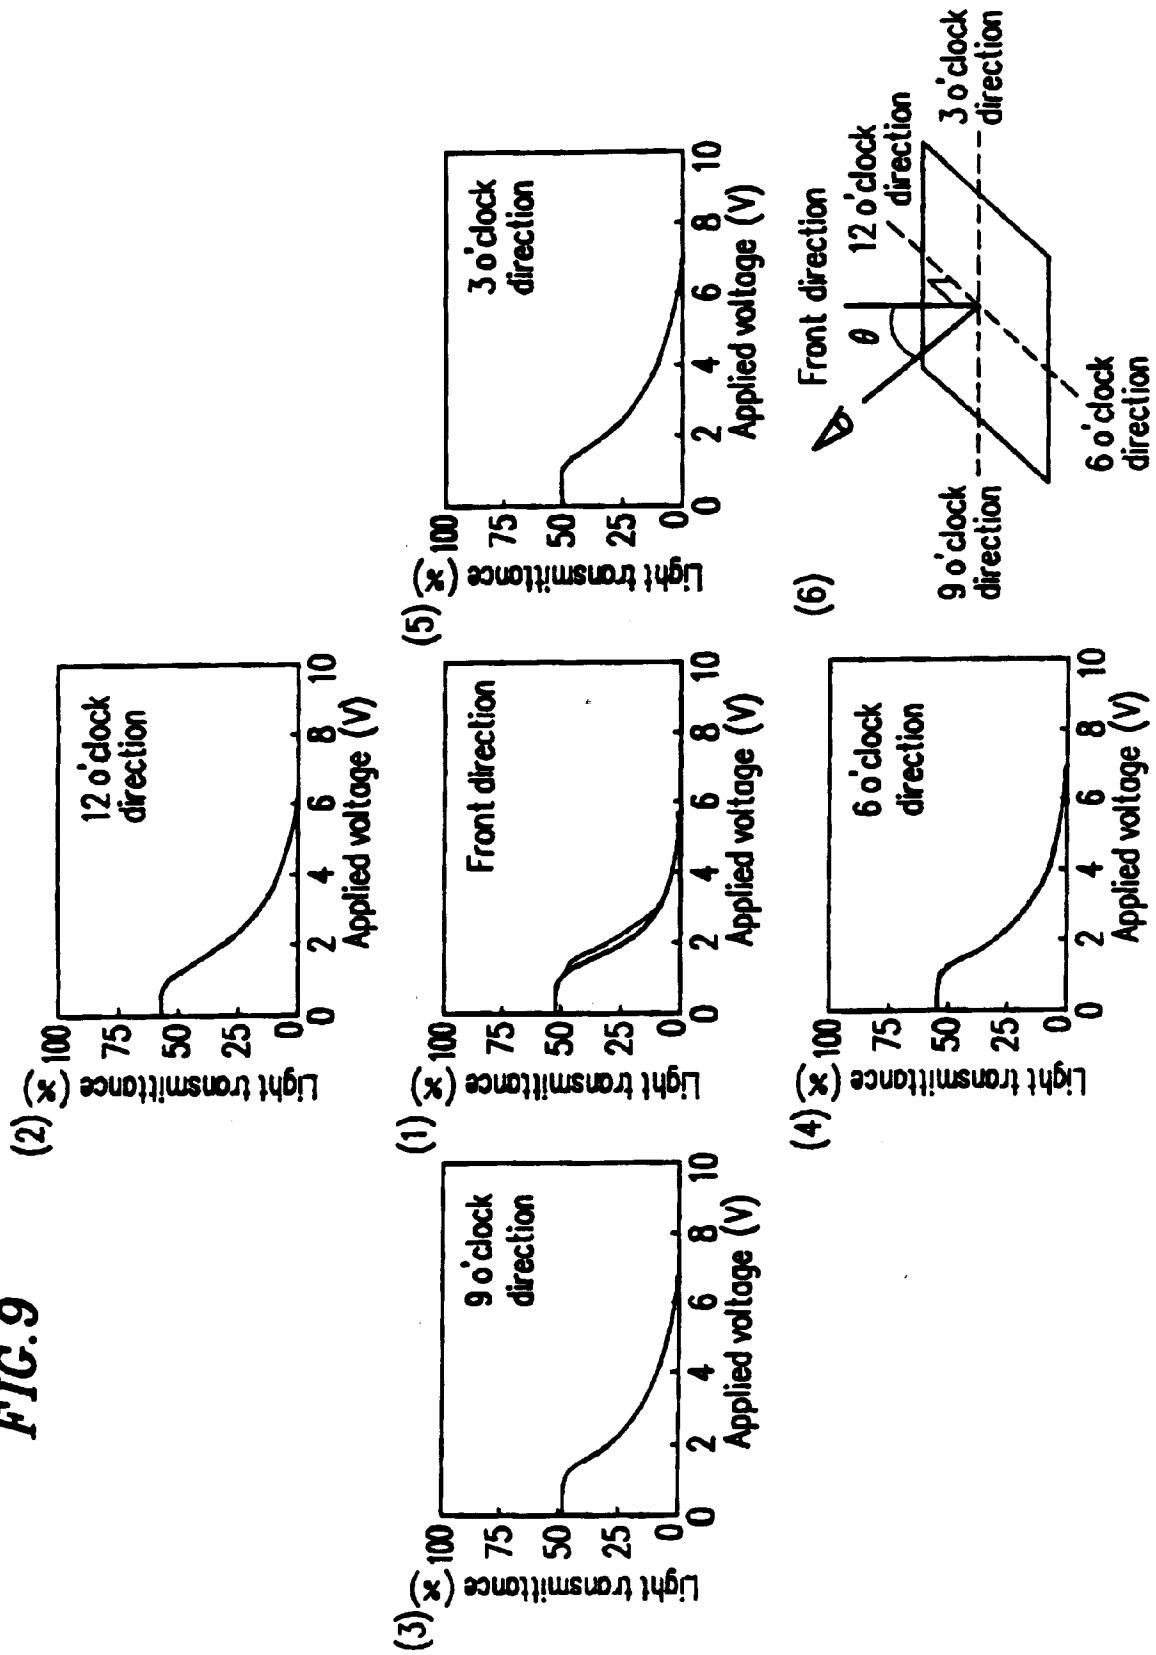 FIG.9
(2)
Light transmittance (%)
100
75
50
25
0
12 o'clock
direction
0 2 4 6 8 10
Applied voltage (V)
(3)
Light transmittance (%)
100
75
50
25
0
9 o'clock
direction
0 2 4 6 8 10
Applied voltage (V)
(1)
Light transmittance (%)
100
75
50
25
0
Front direction
0 2 4 6 8 10
Applied voltage (V)
(5)
Light transmittance (%)
100
75
50
25
0
3 o'clock
direction
0 2 4 6 8 10
Applied voltage (V)
(4)
Light transmittance (%)
100
75
50
25
0
6 o'clock
direction
0 2 4 6 8 10
Applied voltage (V)
(6)
Front direction
θ
12 o'clock
direction
9 o'clock
direction
3 o'clock
direction
6 o'clock
direction